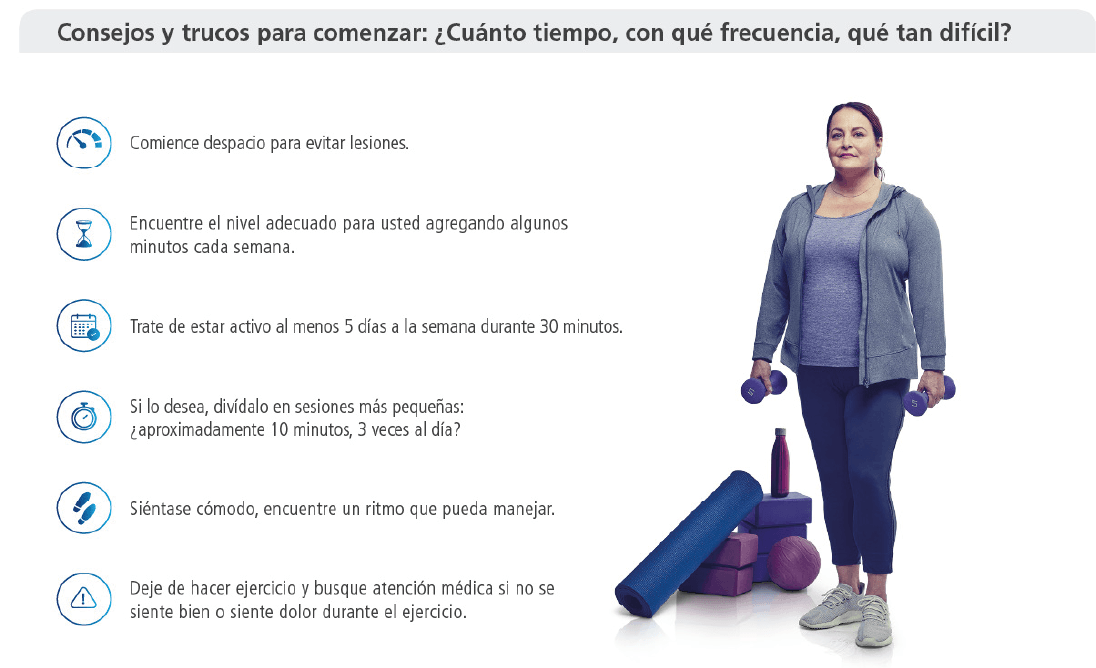 Consejos y trucos para comenzar: ¿Cuánto tiempo, con qué frecuencia, qué tan difícil?
Comience despacio para evitar lesiones.
Encuentre el nivel adecuado para usted agregando algunos
minutos cada semana.
Trate de estar activo al menos 5 días a la semana durante 30 minutos.
Si lo desea, divídalo en sesiones más pequeñas:
¿aproximadamente 10 minutos, 3 veces al día?
Siéntase cómodo, encuentre un ritmo que pueda manejar.
Deje de hacer ejercicio y busque atención médica si no se
siente bien o siente dolor durante el ejercicio.
5
5